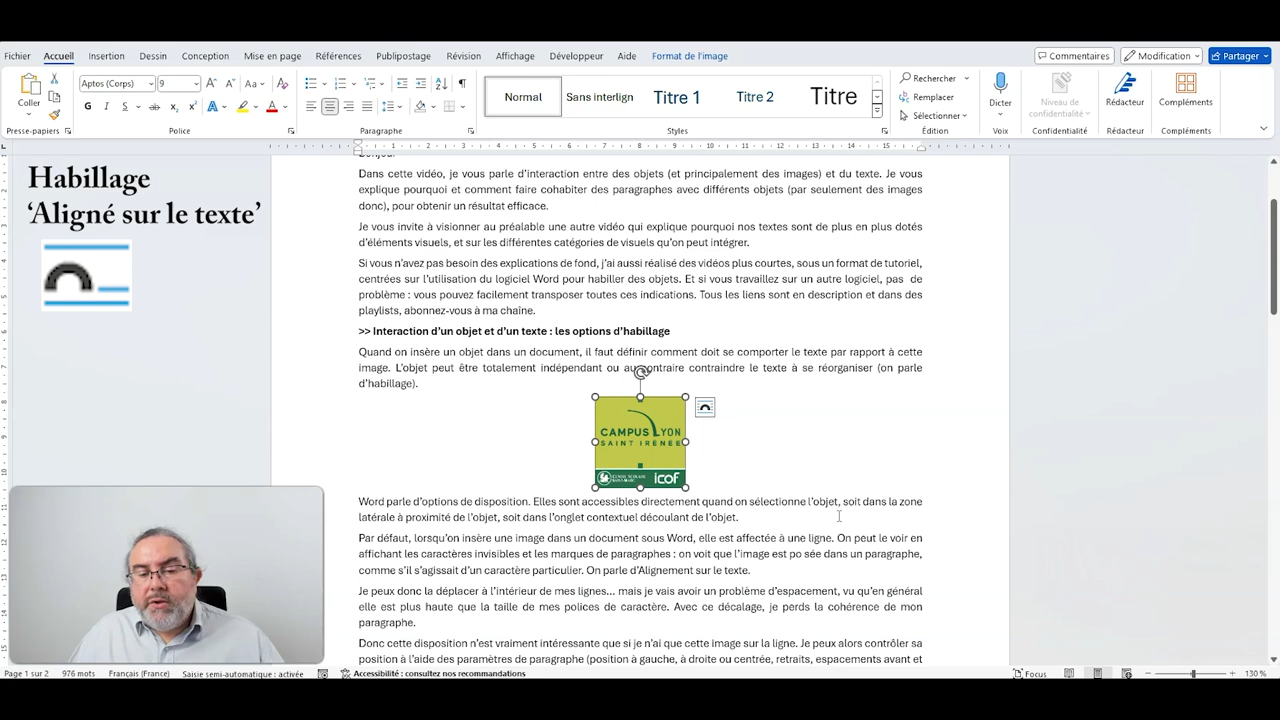 Fichier Accueil Insertion Dessin Conception Mise en page Références Publipostage Révision Affichage Développeur Aide Format de l'image Commentaires Modification Partager
Aptos (Corps) 9
Coller
Normal Sans interlign Titre 1 Titre 2 Titre
Rechercher
Remplacer
Sélectionner
Dicter
Niveau de confidentialité
Rédacteur
Compléments
Presse-papiers Police Paragraphe Styles Édition Voix Confidentialité Rédacteur Compléments
Habillage
‘Aligné sur le texte’
Dans cette vidéo, je vous parle d'interaction entre des objets (et principalement des images) et du texte. Je vous
explique pourquoi et comment faire cohabiter des paragraphes avec différents objets (par seulement des images
donc), pour obtenir un résultat efficace.
Je vous invite à visionner au préalable une autre vidéo qui explique pourquoi nos textes sont de plus en plus dotés
d'éléments visuels, et sur les différentes catégories de visuels qu'on peut intégrer.
Si vous n'avez pas besoin des explications de fond, j'ai aussi réalisé des vidéos plus courtes, sous un format de tutoriel,
centrées sur l'utilisation du logiciel Word pour habiller des objets. Et si vous travaillez sur un autre logiciel, pas de
problème : vous pouvez facilement transposer toutes ces indications. Tous les liens sont en description et dans des
playlists, abonnez-vous à ma chaîne.
>> Interaction d'un objet et d'un texte : les options d'habillage
Quand on insère un objet dans un document, il faut définir comment doit se comporter le texte par rapport à cette
image. L'objet peut être totalement indépendant ou au contraire contraindre le texte à se réorganiser (on parle
d'habillage).
CAMPUS LYON
SAINT IRÉNÉE
icof
Word parle d'options de disposition. Elles sont accessibles directement quand on sélectionne l'objet, soit dans la zone
latérale à proximité de l'objet, soit dans l'onglet contextuel découlant de l'objet.
Par défaut, lorsqu'on insère une image dans un document sous Word, elle est affectée à une ligne. On peut le voir en
affichant les caractères invisibles et les marques de paragraphes : on voit que l'image est po sée dans un paragraphe,
comme s'il s'agissait d'un caractère particulier. On parle d'Alignement sur le texte.
Je peux donc la déplacer à l'intérieur de mes lignes... mais je vais avoir un problème d'espacement, vu qu'en général
elle est plus haute que la taille de mes polices de caractère. Avec ce décalage, je perds la cohérence de mon
paragraphe.
Donc cette disposition n'est vraiment intéressante que si je n'ai que cette image sur la ligne. Je peux alors contrôler sa
position à l'aide des paramètres de paragraphe (position à gauche, à droite ou centrée, retraits, espacements avant et
Page 1 sur 2 976 mots Français (France) Saisie semi-automatique : activée Accessibilité : consultez nos recommandations Focus 130 %